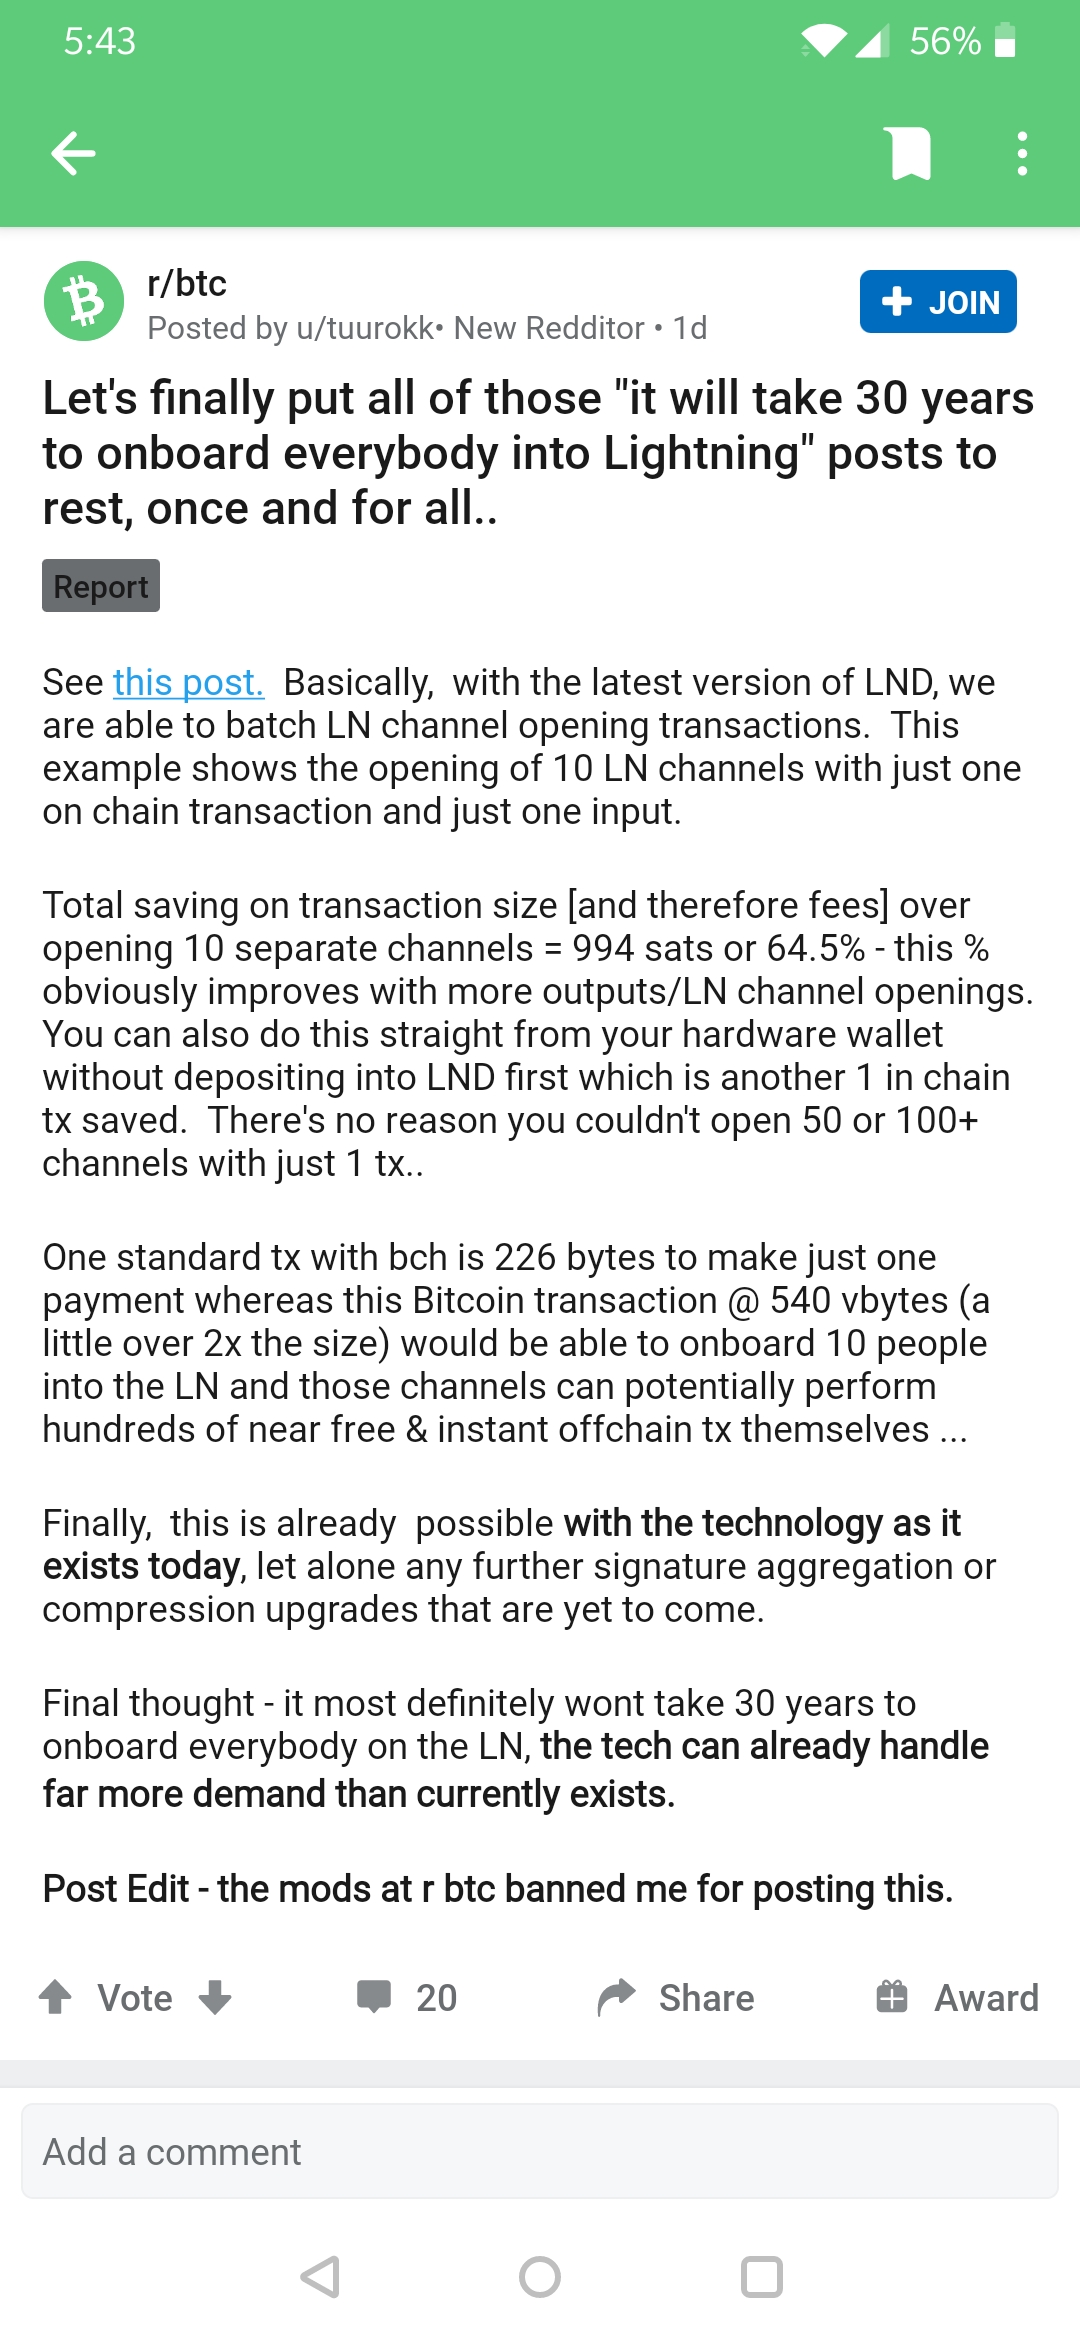 5:43
56%
r/btc
Posted by u/tuurokk• New Redditor • 1d
JOIN
Let's finally put all of those "it will take 30 years
to onboard everybody into Lightning" posts to
rest, once and for all..
Report
See this post.  Basically,  with the latest version of LND, we
are able to batch LN channel opening transactions.  This
example shows the opening of 10 LN channels with just one
on chain transaction and just one input.
Total saving on transaction size [and therefore fees] over
opening 10 separate channels = 994 sats or 64.5% - this %
obviously improves with more outputs/LN channel openings.
You can also do this straight from your hardware wallet
without depositing into LND first which is another 1 in chain
tx saved.  There's no reason you couldn't open 50 or 100+
channels with just 1 tx..
One standard tx with bch is 226 bytes to make just one
payment whereas this Bitcoin transaction @ 540 vbytes (a
little over 2x the size) would be able to onboard 10 people
into the LN and those channels can potentially perform
hundreds of near free & instant offchain tx themselves ...
Finally,  this is already  possible with the technology as it
exists today, let alone any further signature aggregation or
compression upgrades that are yet to come.
Final thought - it most definitely wont take 30 years to
onboard everybody on the LN, the tech can already handle
far more demand than currently exists.
Post Edit - the mods at r btc banned me for posting this.
Vote
20
Share
Award
Add a comment